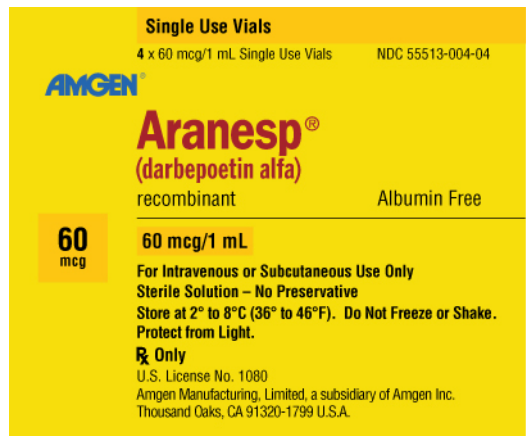 Single Use Vials
4 x 60 mcg/1 mL Single Use Vials NDC 55513-004-04
AMGEN®
Aranesp®
(darbepoetin alfa)
recombinant Albumin Free
60
mcg
60 mcg/1 mL
For Intravenous or Subcutaneous Use Only
Sterile Solution – No Preservative
Store at 2° to 8°C (36° to 46°F). Do Not Freeze or Shake.
Protect from Light.
℞ Only
U.S. License No. 1080
Amgen Manufacturing, Limited, a subsidiary of Amgen Inc.
Thousand Oaks, CA 91320-1799 U.S.A.